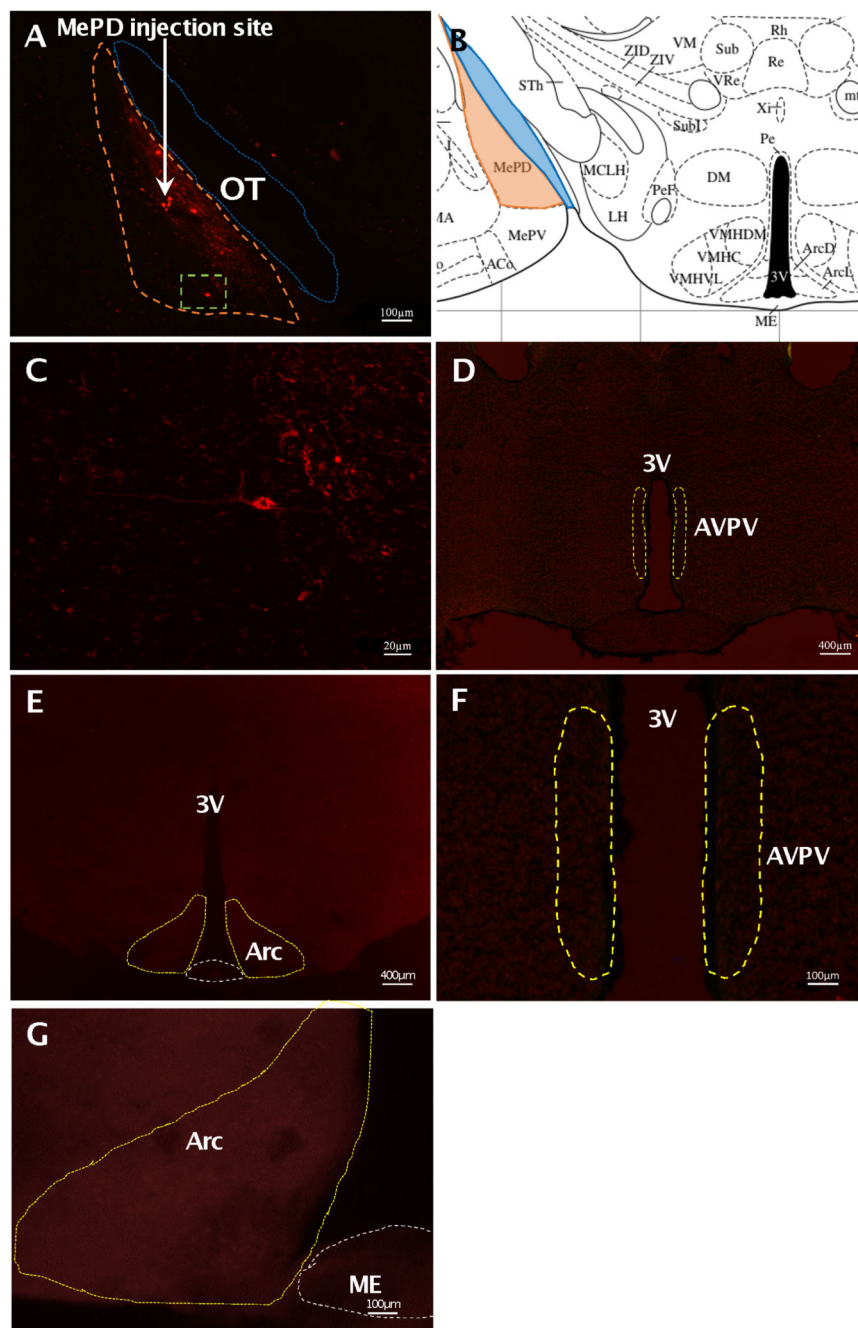 A
MePD injection site
OT
100µm
B
VM
Rh
Sub
Re
ZID
ZIV
VRe
STh
mt
SubI
Xi
Pe
I
MePD
MCLH
DM
PeF
MA
LH
MePV
VMHDM
ArcD
VMHC
ACo
VMHVL
3V
ArcL
ME
C
20µm
D
3V
AVPV
400µm
E
3V
Arc
400µm
F
3V
AVPV
100µm
G
Arc
ME
100µm